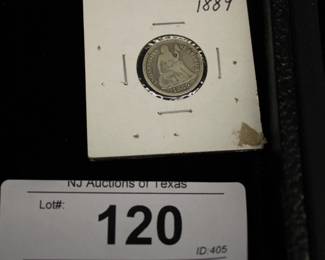 1889
NJ Auctions of Texas
Lot#:
120
ID:405